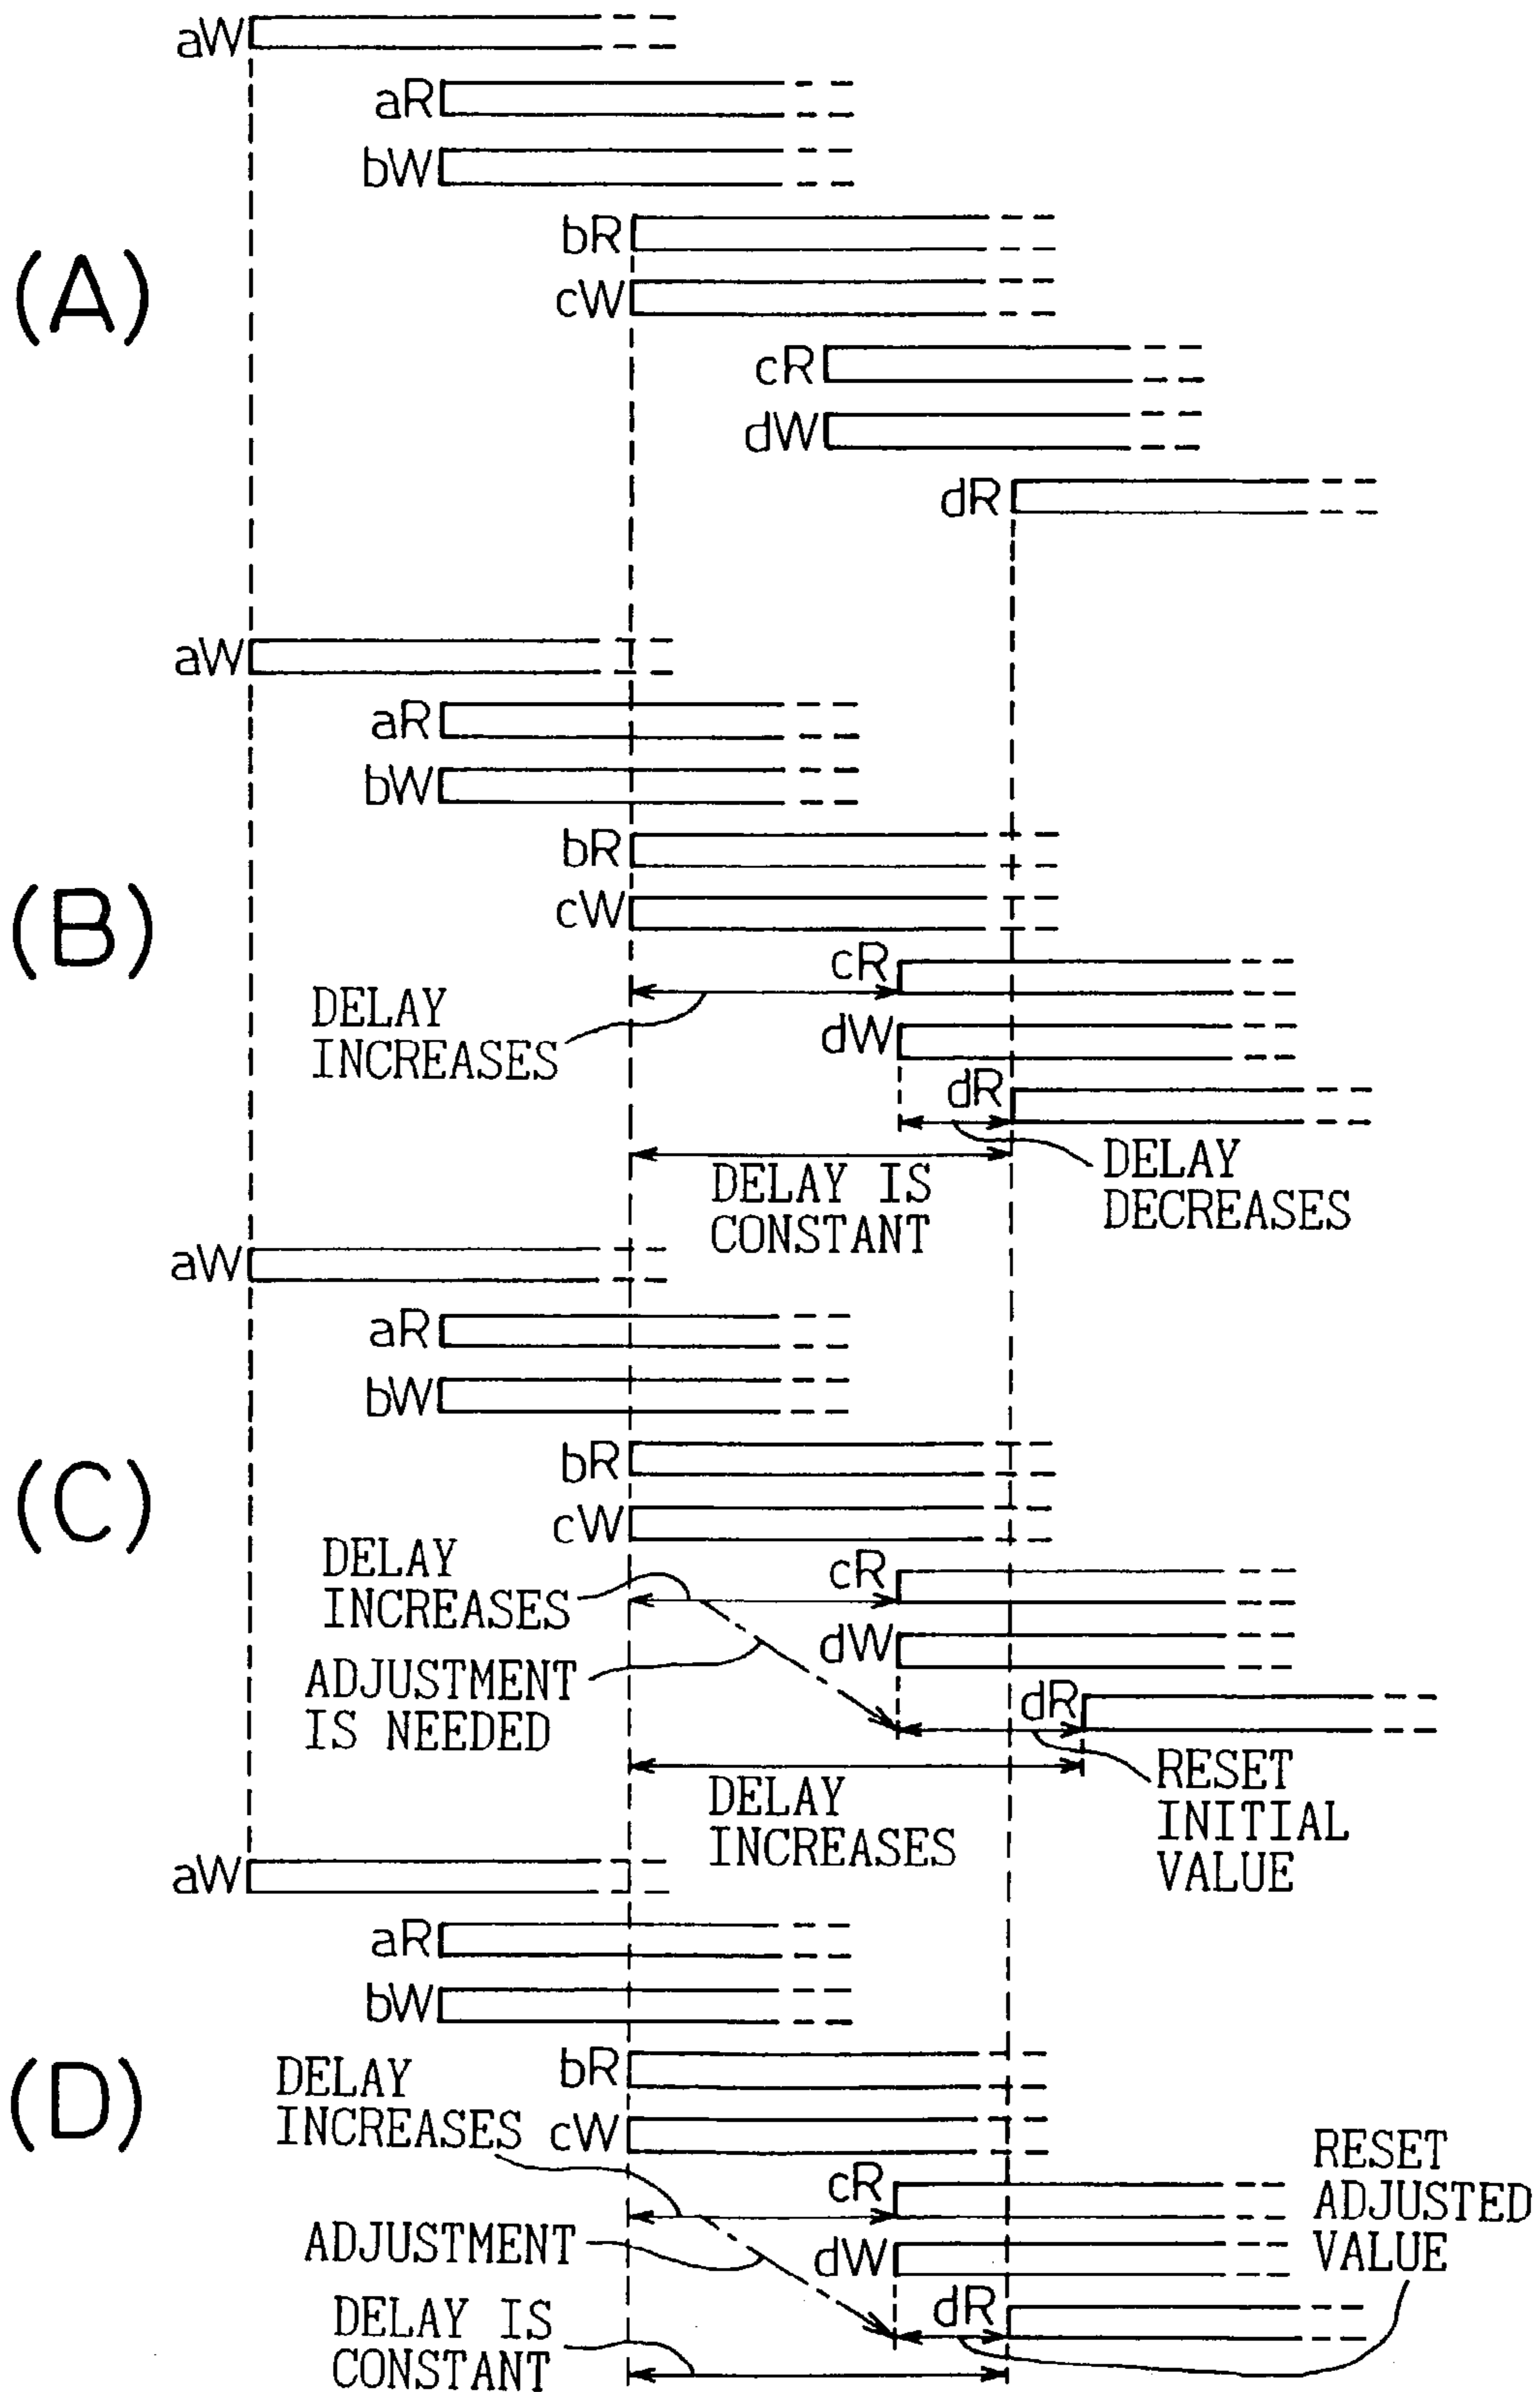 aW
aR
bW
bR
(A)
cW
cR
dW
dR
aW
aR
bW
bR
(B)
cW
cR
DELAY
INCREASES
dW
dR
DELAY IS
CONSTANT
DELAY
DECREASES
aW
aR
bW
bR
(C)
cW
DELAY
INCREASES
cR
dW
ADJUSTMENT
IS NEEDED
dR
DELAY
INCREASES
RESET
INITIAL
VALUE
aW
aR
bW
bR
(D)
DELAY
INCREASES
cW
cR
RESET
ADJUSTED
VALUE
ADJUSTMENT
dW
dR
DELAY IS
CONSTANT